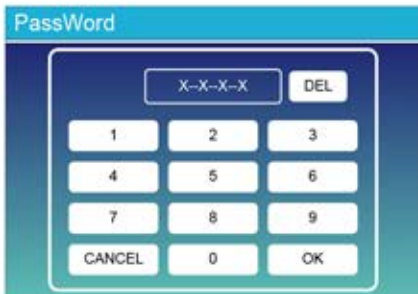 PassWord
X--X--X--X DEL
1 2 3
4 5 6
7 8 9
CANCEL 0 OK